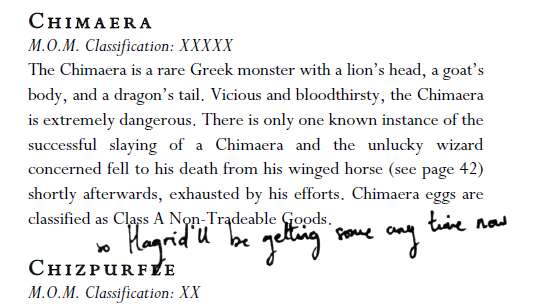 CHIMAERA
M.O.M. Classification: XXXXX
The Chimaera is a rare Greek monster with a lion's head, a goat's
body, and a dragon's tail. Vicious and bloodthirsty, the Chimaera
is extremely dangerous. There is only one known instance of the
successful slaying of a Chimaera and the unlucky wizard
concerned fell to his death from his winged horse (see page 42)
shortly afterwards, exhausted by his efforts. Chimaera eggs are
classified as Class A Non-Tradeable Goods.
so Hagrid'll be getting some any time now
CHIZPURFLE
M.O.M. Classification: XX